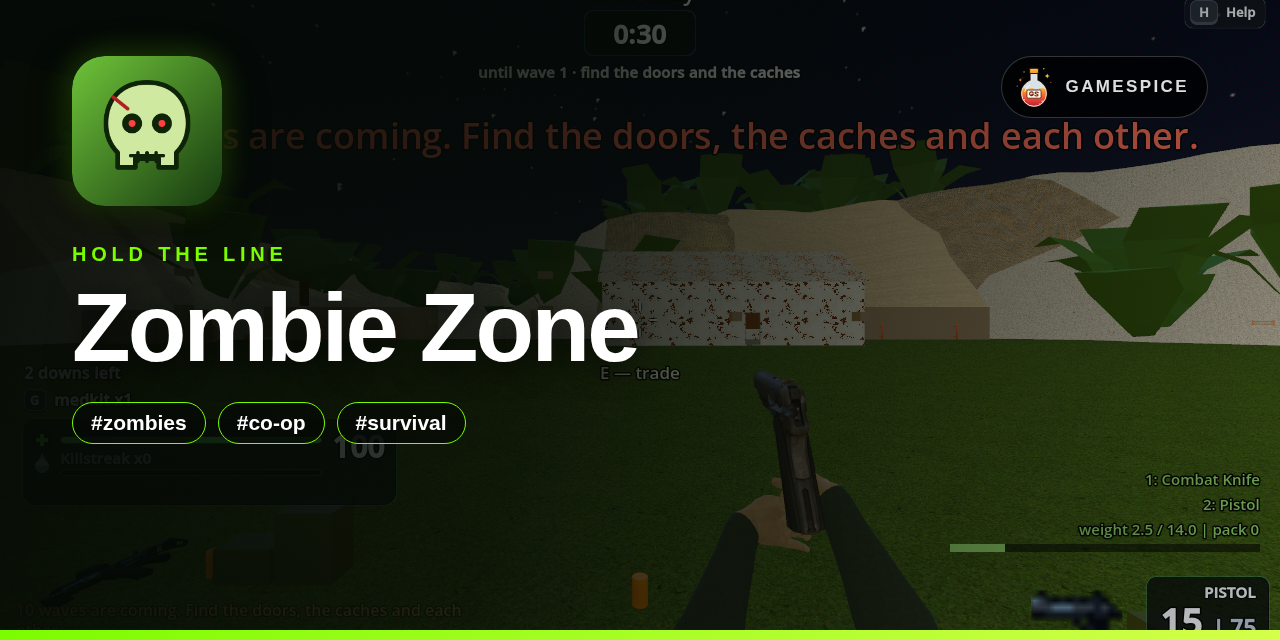 H Help
0:30
until wave 1 · find the doors and the caches
GS
GAMESPICE
s are coming. Find the doors, the caches and each other.
HOLD THE LINE
Zombie Zone
2 downs left
E — trade
G medkit x1
#zombies #co-op #survival
100
Killstreak x0
1: Combat Knife
2: Pistol
weight 2.5 / 14.0 | pack 0
PISTOL
10 waves are coming. Find the doors, the caches and each
15 | 75